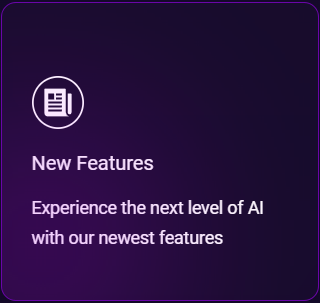 New Features
Experience the next level of AI
with our newest features